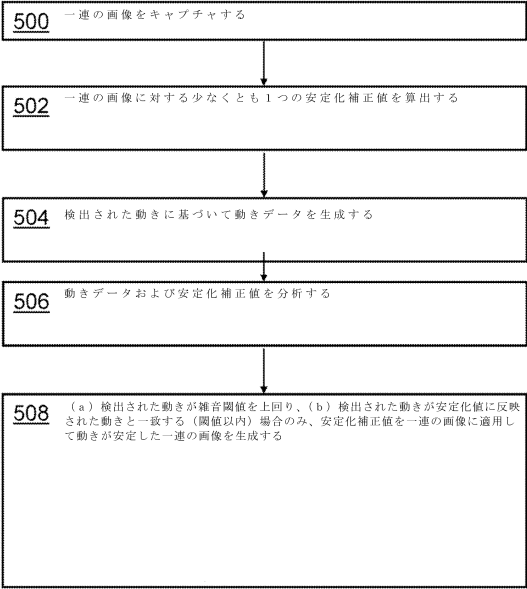 500 一連の画像をキャプチャする
502 一連の画像に対する少なくとも１つの安定化補正値を算出する
504 検出された動きに基づいて動きデータを生成する
506 動きデータおよび安定化補正値を分析する
508 （ａ）検出された動きが雑音閾値を上回り、（ｂ）検出された動きが安定化値に反映
された動きと一致する（閾値以内）場合のみ、安定化補正値を一連の画像に適用し
て動きが安定した一連の画像を生成する